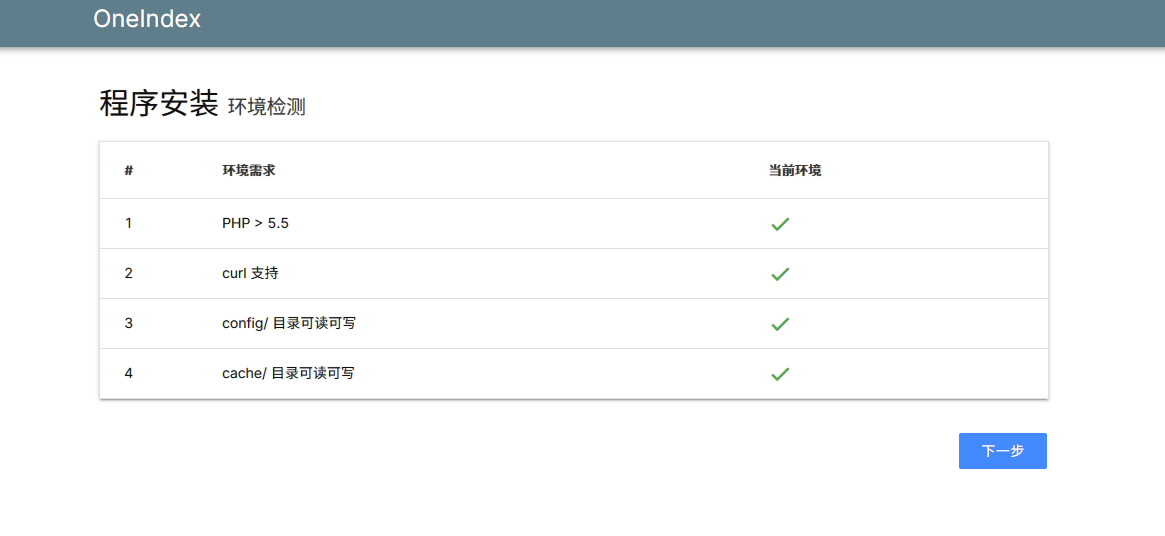 OneIndex
程序安装 环境检测
# 环境需求 当前环境
1 PHP > 5.5
2 curl 支持
3 config/ 目录可读可写
4 cache/ 目录可读可写
下一步